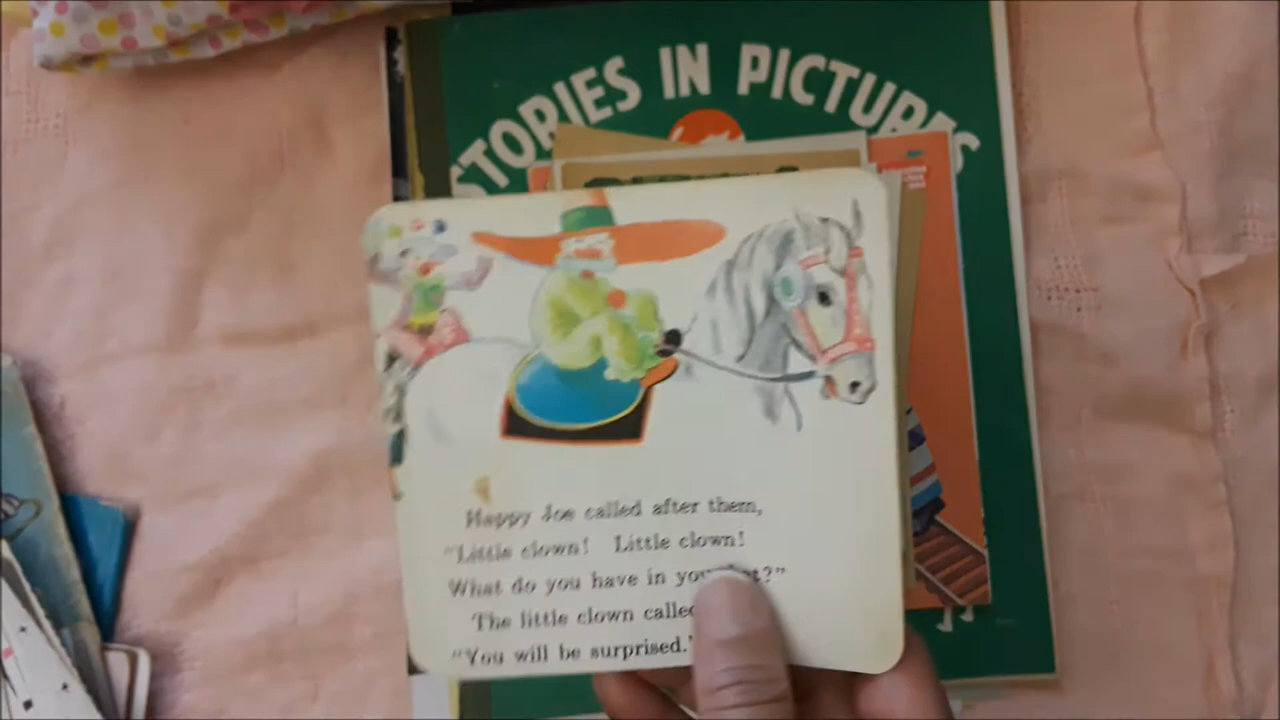 STORIES IN PICTURES
Happy Joe called after them,
"Little clown! Little clown!
What do you have in
The little clown called
"You will be surprised."